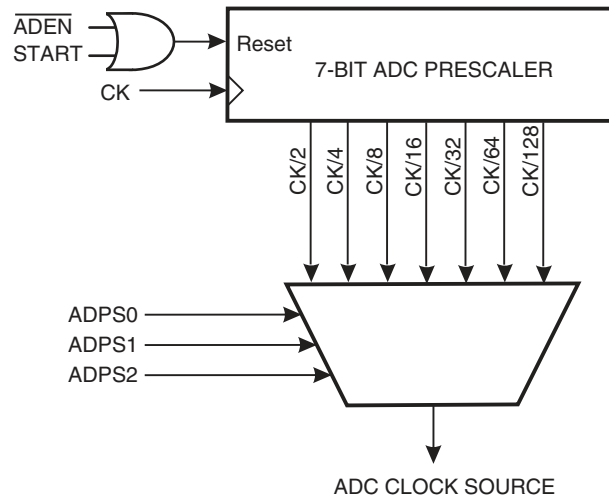 ADEN
START
Reset
7-BIT ADC PRESCALER
CK
CK/2
CK/4
CK/8
CK/16
CK/32
CK/64
CK/128
ADPS0
ADPS1
ADPS2
ADC CLOCK SOURCE